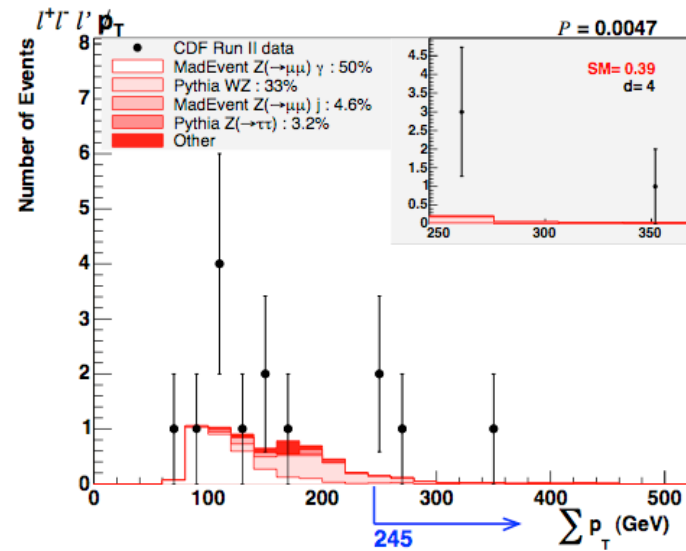 l⁺l⁻ l' p̸_T
P = 0.0047
CDF Run II data
MadEvent Z(→μμ) γ : 50%
Pythia WZ : 33%
MadEvent Z(→μμ) j : 4.6%
Pythia Z(→ττ) : 3.2%
Other
SM= 0.39
d= 4
4.5
4
3.5
3
2.5
2
1.5
1
0.5
0
250
300
350
Number of Events
8
7
6
5
4
3
2
1
0
0
100
200
300
400
500
245
∑ p_T (GeV)